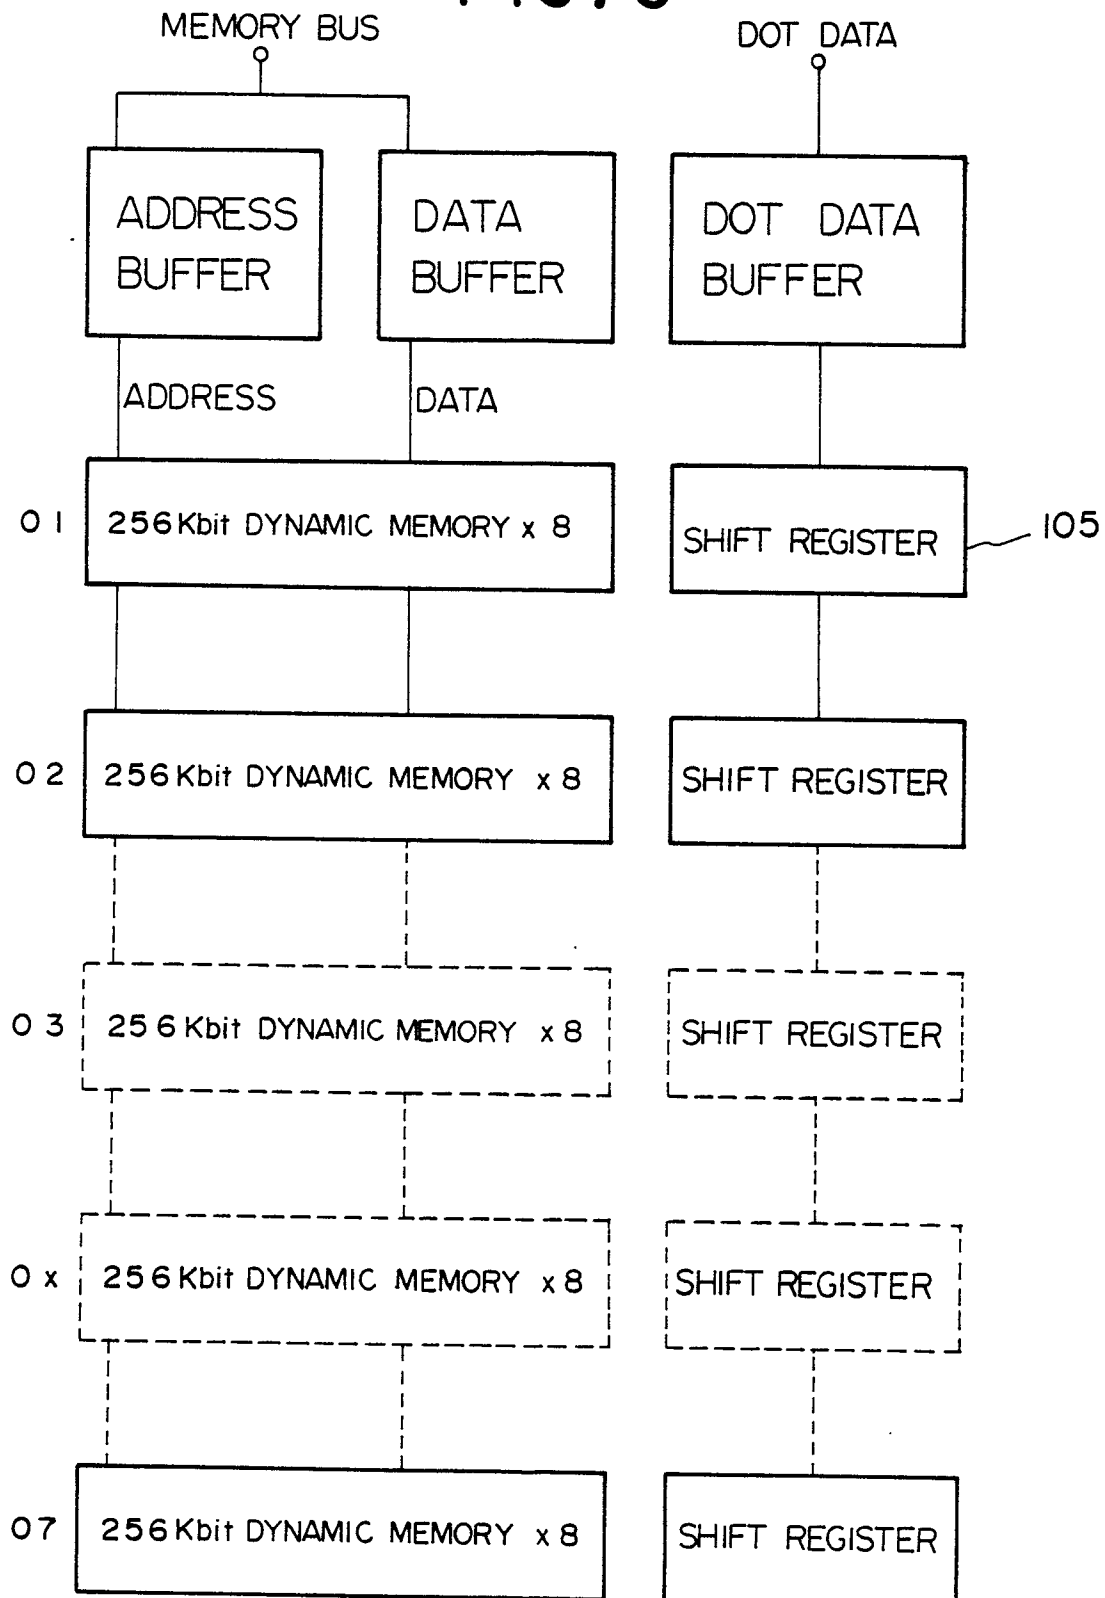 MEMORY BUS
DOT DATA
ADDRESS
BUFFER
DATA
BUFFER
DOT DATA
BUFFER
ADDRESS
DATA
01
256Kbit DYNAMIC MEMORY x 8
SHIFT REGISTER
105
02
256Kbit DYNAMIC MEMORY x 8
SHIFT REGISTER
03
256Kbit DYNAMIC MEMORY x 8
SHIFT REGISTER
0x
256Kbit DYNAMIC MEMORY x 8
SHIFT REGISTER
07
256Kbit DYNAMIC MEMORY x 8
SHIFT REGISTER